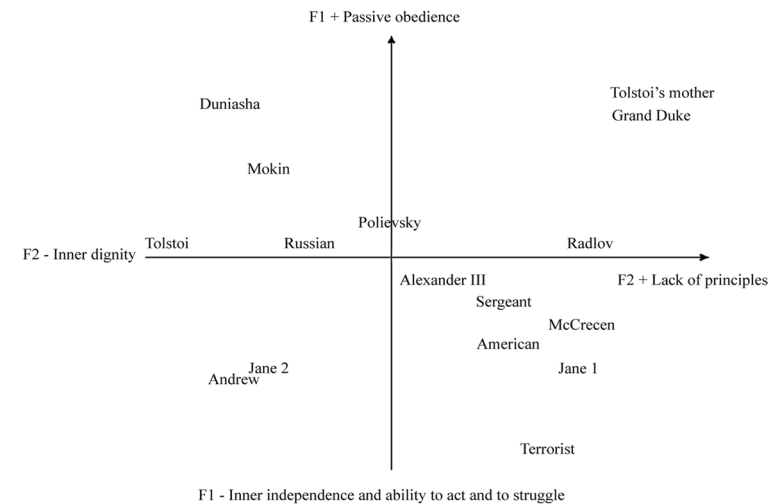 F1 + Passive obedience
Tolstoi's mother
Duniasha
Grand Duke
Mokin
Polievsky
Tolstoi
Russian
Radlov
F2 - Inner dignity
Alexander III
F2 + Lack of principles
Sergeant
McCrecen
American
Jane 2
Jane 1
Andrew
Terrorist
F1 - Inner independence and ability to act and to struggle